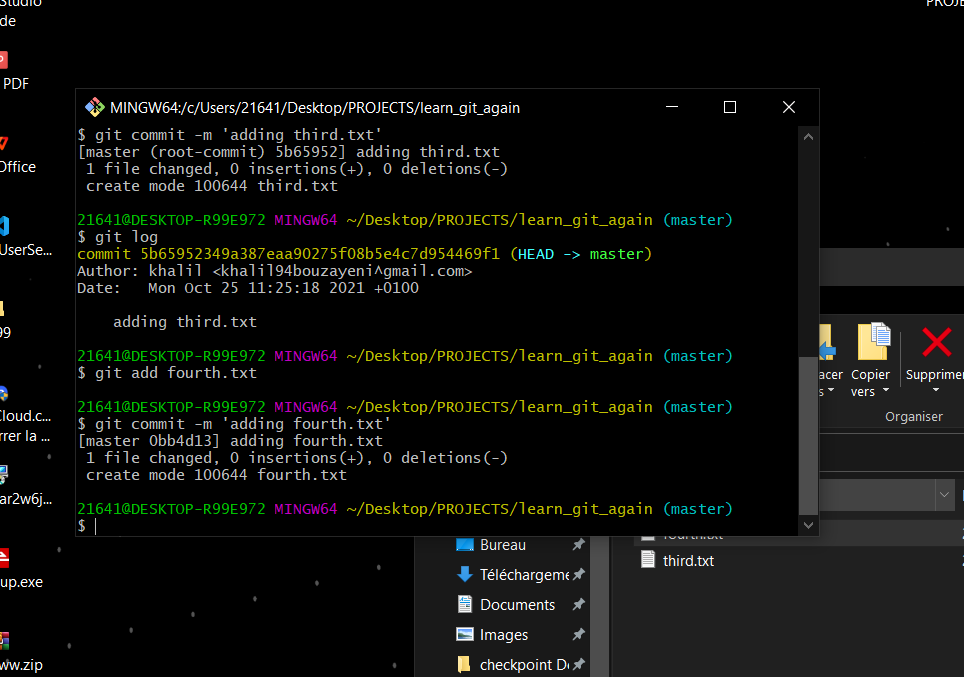 Studio
de
PROJE
PDF
Office
UserSe...
99
Cloud.c...
rrer la ...
ar2w6j...
up.exe
ww.zip
MINGW64:/c/Users/21641/Desktop/PROJECTS/learn_git_again
$ git commit -m 'adding third.txt'
[master (root-commit) 5b65952] adding third.txt
1 file changed, 0 insertions(+), 0 deletions(-)
create mode 100644 third.txt
21641@DESKTOP-R99E972 MINGW64 ~/Desktop/PROJECTS/learn_git_again (master)
$ git log
commit 5b65952349a387eaa90275f08b5e4c7d954469f1 (HEAD -> master)
Author: khalil <khalil94bouzayeni^gmail.com>
Date:   Mon Oct 25 11:25:18 2021 +0100
adding third.txt
21641@DESKTOP-R99E972 MINGW64 ~/Desktop/PROJECTS/learn_git_again (master)
$ git add fourth.txt
21641@DESKTOP-R99E972 MINGW64 ~/Desktop/PROJECTS/learn_git_again (master)
$ git commit -m 'adding fourth.txt'
[master 0bb4d13] adding fourth.txt
1 file changed, 0 insertions(+), 0 deletions(-)
create mode 100644 fourth.txt
21641@DESKTOP-R99E972 MINGW64 ~/Desktop/PROJECTS/learn_git_again (master)
$
acer Copier Supprimer
s vers
Organiser
Bureau
Téléchargeme
Documents
Images
checkpoint De
fourth.txt
third.txt